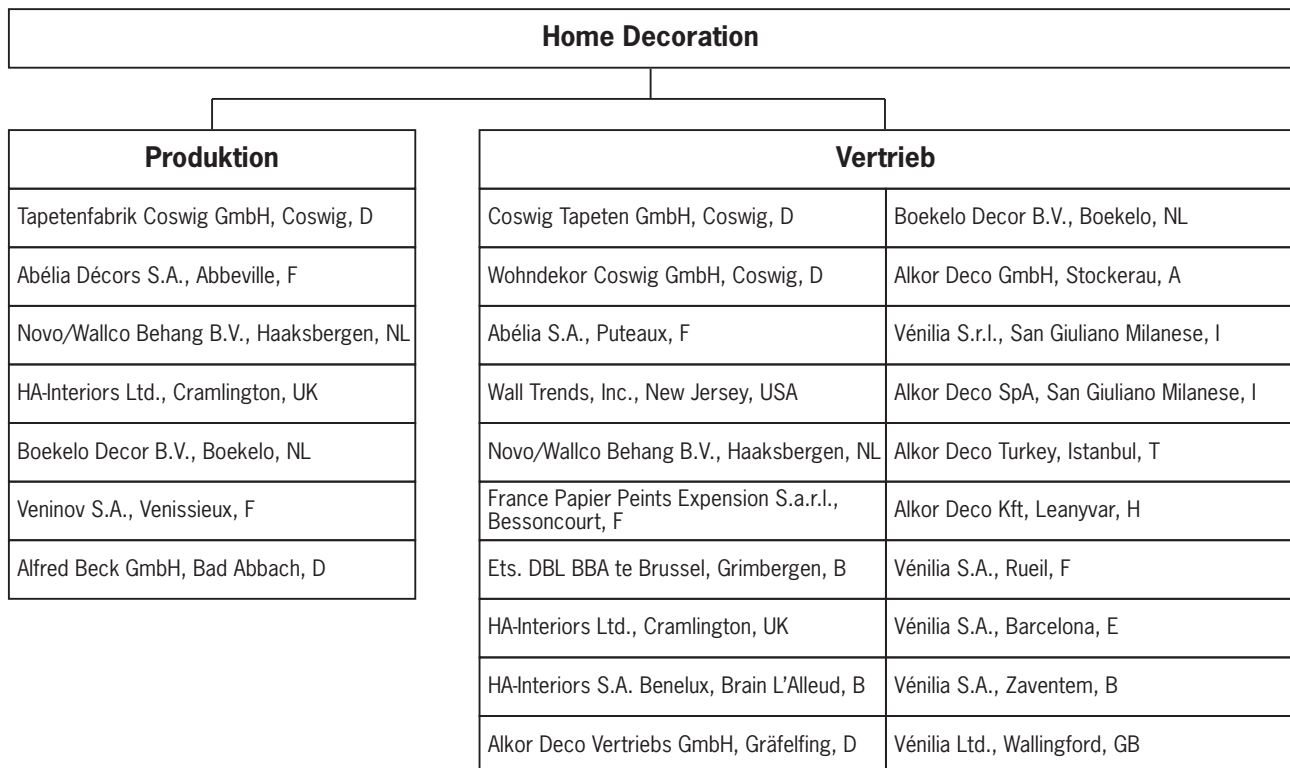 Home Decoration
Produktion
Tapetenfabrik Coswig GmbH, Coswig, D
Abélia Décors S.A., Abbeville, F
Novo/Wallco Behang B.V., Haaksbergen, NL
HA-Interiors Ltd., Cramlington, UK
Boekelo Decor B.V., Boekelo, NL
Veninov S.A., Venissieux, F
Alfred Beck GmbH, Bad Abbach, D
Vertrieb
Coswig Tapeten GmbH, Coswig, D
Wohndekor Coswig GmbH, Coswig, D
Abélia S.A., Puteaux, F
Wall Trends, Inc., New Jersey, USA
Novo/Wallco Behang B.V., Haaksbergen, NL
France Papier Peints Expension S.a.r.l.,
Bessoncourt, F
Ets. DBL BBA te Brussel, Grimbergen, B
HA-Interiors Ltd., Cramlington, UK
HA-Interiors S.A. Benelux, Brain L'Alleud, B
Alkor Deco Vertriebs GmbH, Gräfelfing, D
Boekelo Decor B.V., Boekelo, NL
Alkor Deco GmbH, Stockerau, A
Vénilia S.r.l., San Giuliano Milanese, I
Alkor Deco SpA, San Giuliano Milanese, I
Alkor Deco Turkey, Istanbul, T
Alkor Deco Kft, Leanyvar, H
Vénilia S.A., Rueil, F
Vénilia S.A., Barcelona, E
Vénilia S.A., Zaventem, B
Vénilia Ltd., Wallingford, GB